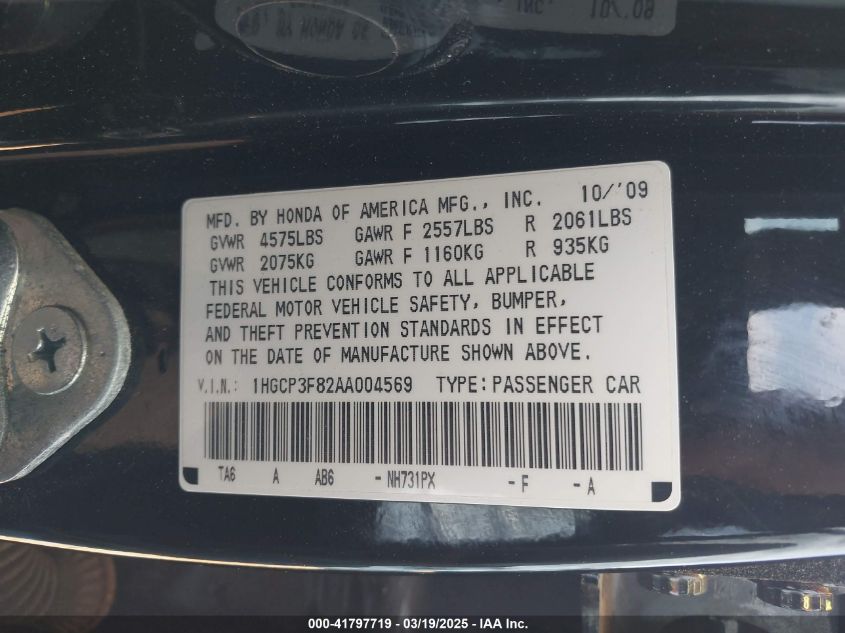 MFD. BY HONDA OF AMERICA MFG., INC. 10/'09
GVWR 4575LBS GAWR F 2557LBS R 2061LBS
GVWR 2075KG GAWR F 1160KG R 935KG
THIS VEHICLE CONFORMS TO ALL APPLICABLE
FEDERAL MOTOR VEHICLE SAFETY, BUMPER,
AND THEFT PREVENTION STANDARDS IN EFFECT
ON THE DATE OF MANUFACTURE SHOWN ABOVE.
V.I.N.: 1HGCP3F82AA004569 TYPE:PASSENGER CAR
TA6 A AB6 -NH731PX -F -A
000-41797719 - 03/19/2025 - IAA Inc.